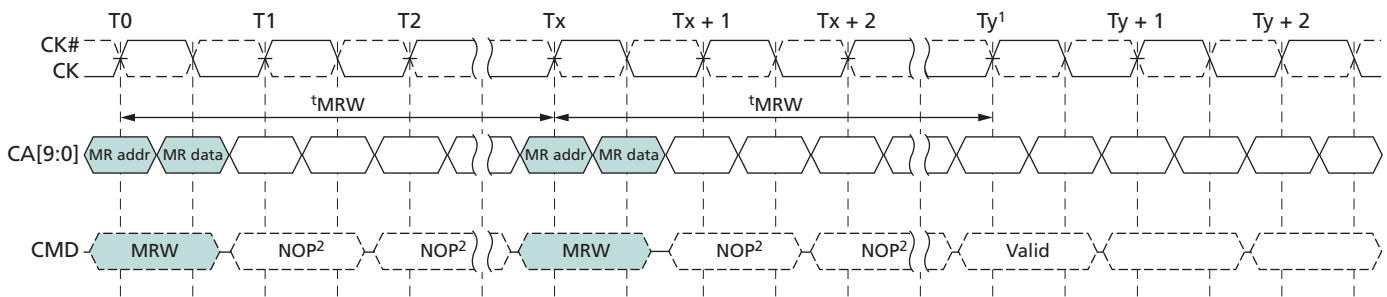 T0 T1 T2 Tx Tx + 1 Tx + 2 Ty¹ Ty + 1 Ty + 2
CK#
CK
ᵗMRW ᵗMRW
CA[9:0] MR addr MR data MR addr MR data
CMD MRW NOP² NOP² MRW NOP² NOP² Valid